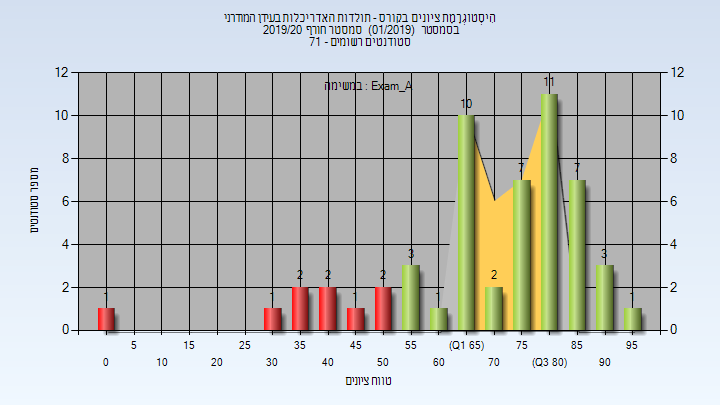 היסטוגרמת ציונים בקורס - תולדות האדריכלות בעידן המודרני
בסמסטר (01/2019) סמסטר חורף 2019/20
סטודנטים רשומים - 71
במשימה : Exam_A
מספר סטודנטים
12 12
10 10
8 8
6 6
4 4
2 2
0 0
1 1 2 2 1 2 3 1 10 2 7 11 7 3 1
5 15 25 35 45 55 (Q1 65) 75 85 95
0 10 20 30 40 50 60 70 (Q3 80) 90
טווח ציונים